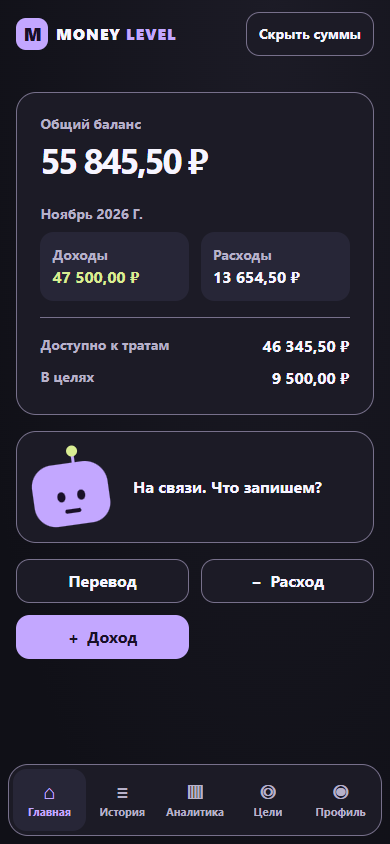 M MONEY LEVEL
Скрыть суммы
Общий баланс
55 845,50 ₽
Ноябрь 2026 Г.
Доходы
47 500,00 ₽
Расходы
13 654,50 ₽
Доступно к тратам 46 345,50 ₽
В целях 9 500,00 ₽
На связи. Что запишем?
Перевод
− Расход
+ Доход
Главная
История
Аналитика
Цели
Профиль